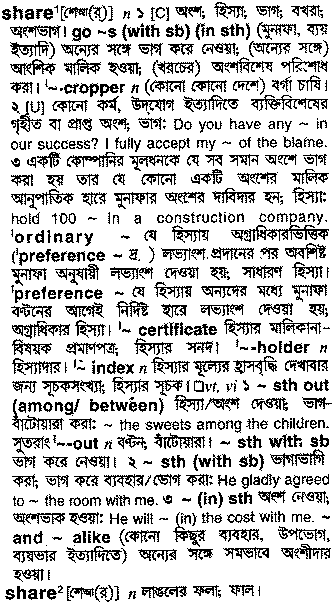 share¹ [শেআ(র্)] n ১ [C] অংশ; হিস্যা; ভাগ; বখরা;
অংশভাগ। go ~s (with sb) (in sth) (মুনাফা, ব্যয়
ইত্যাদি) অন্যের সঙ্গে ভাগ করে নেওয়া; (অন্যের সঙ্গে)
আংশিক মালিক হওয়া; (খরচের) অংশবিশেষ পরিশোধ
করা। '~-cropper n (কোনো কোনো দেশে) বর্গা চাষি।
২ [U] কোনো কর্ম, উদযোগ ইত্যাদিতে ব্যক্তিবিশেষের
গৃহীত বা প্রাপ্ত অংশ; ভাগ: Do you have any ~ in
our success? I fully accept my ~ of the blame.
৩ একটি কোম্পানির মূলধনকে যে সব সমান অংশে ভাগ
করা হয় তার যে কোনো একটি অংশের মালিক
আনুপাতিক হারে মুনাফার অংশের দাবিদার হন; হিস্যা:
hold 100 ~ in a construction company.
'ordinary ~ যে হিস্যায় অগ্রাধিকারভিত্তিক
('preference ~ দ্র.) লভ্যাংশ প্রদানের পর অবশিষ্ট
মুনাফা অনুযায়ী লভ্যাংশ দেওয়া হয়; সাধারণ হিস্যা।
'preference ~ যে হিস্যায় অন্যদের মধ্যে মুনাফা
বণ্টনের আগেই নির্দিষ্ট হারে লভ্যাংশ দেওয়া হয়;
অগ্রাধিকার হিস্যা। '~ certificate হিস্যার মালিকানা-
বিষয়ক প্রমাণপত্র; হিস্যার সনদ। '~-holder n
হিস্যাদার। '~ index n হিস্যার মূল্যের হ্রাসবৃদ্ধি দেখাবার
জন্য সূচকসংখ্যা; হিস্যার সূচক। □vt, vi ১ ~ sth out
(among/ between) হিস্যা/অংশ দেওয়া; ভাগ-
বাঁটোয়ারা করা: ~ the sweets among the children.
সুতরাং '~-out n বণ্টন; বাঁটোয়ারা। ~ sth with sb
ভাগ করে নেওয়া। ২ ~ sth (with sb) ভাগাভাগি
করা; ভাগ করে ব্যবহার/ভোগ করা: He gladly agreed
to ~ the room with me. ৩ ~ (in) sth অংশ নেওয়া;
অংশভাক হওয়া: He will ~ (in) the cost with me. ~
and ~ alike (কোনো কিছুর ব্যবহার, উপভোগ,
ব্যয়ভার ইত্যাদিতে) অন্যের সঙ্গে সমভাবে অংশীদার
হওয়া।
share² [শেআ(র্)] n লাঙলের ফলা; ফাল।